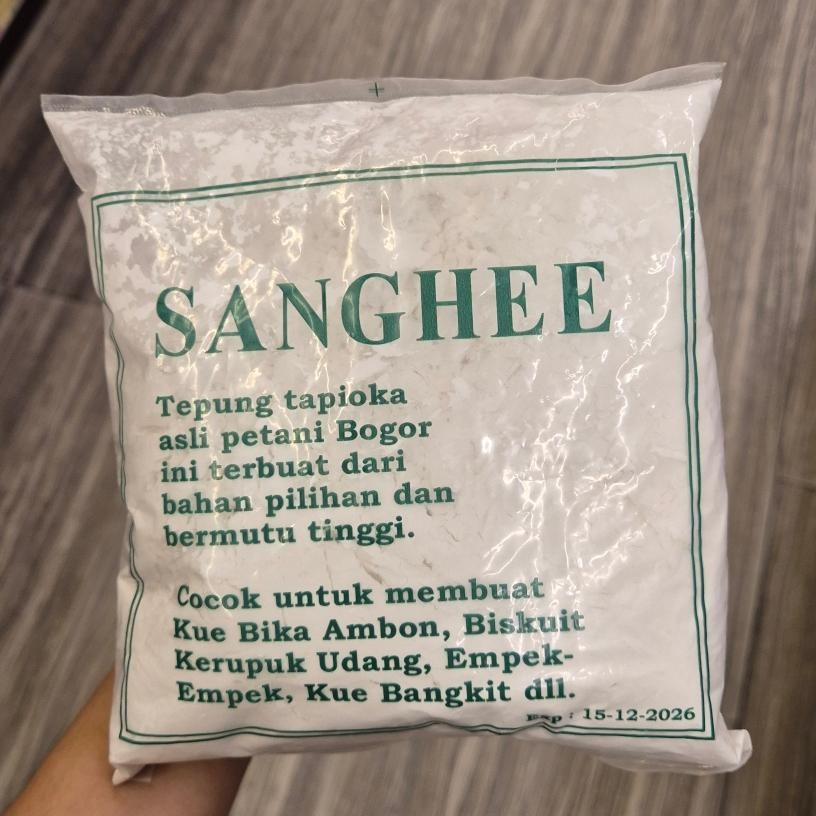 SANGHEE
Tepung tapioka
asli petani Bogor
ini terbuat dari
bahan pilihan dan
bermutu tinggi.
Cocok untuk membuat
Kue Bika Ambon, Biskuit
Kerupuk Udang, Empek-
Empek, Kue Bangkit dll.
Exp : 15-12-2026